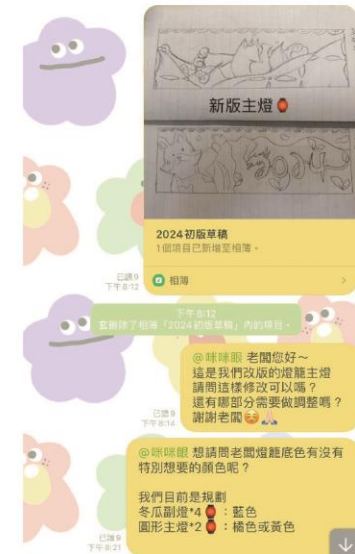 新版主燈🏮
2024
2024初版草稿
1個項目已新增至相簿。
已讀9
下午8:12
相簿
下午8:12
刪除了相簿「2024初版草稿」內的項目。
@咪咪眼 老闆您好～
這是我們改版的燈籠主燈
請問這樣修改可以嗎？
還有哪部分需要做調整嗎？
謝謝老闆☺️🙏🏻
已讀9
下午8:14
@咪咪眼 想請問老闆燈籠底色有沒有
特別想要的顏色呢？
我們目前是規劃
冬瓜副燈*4🏮：藍色
圓形主燈*2🏮：橘色或黃色
已讀9
下午8:21